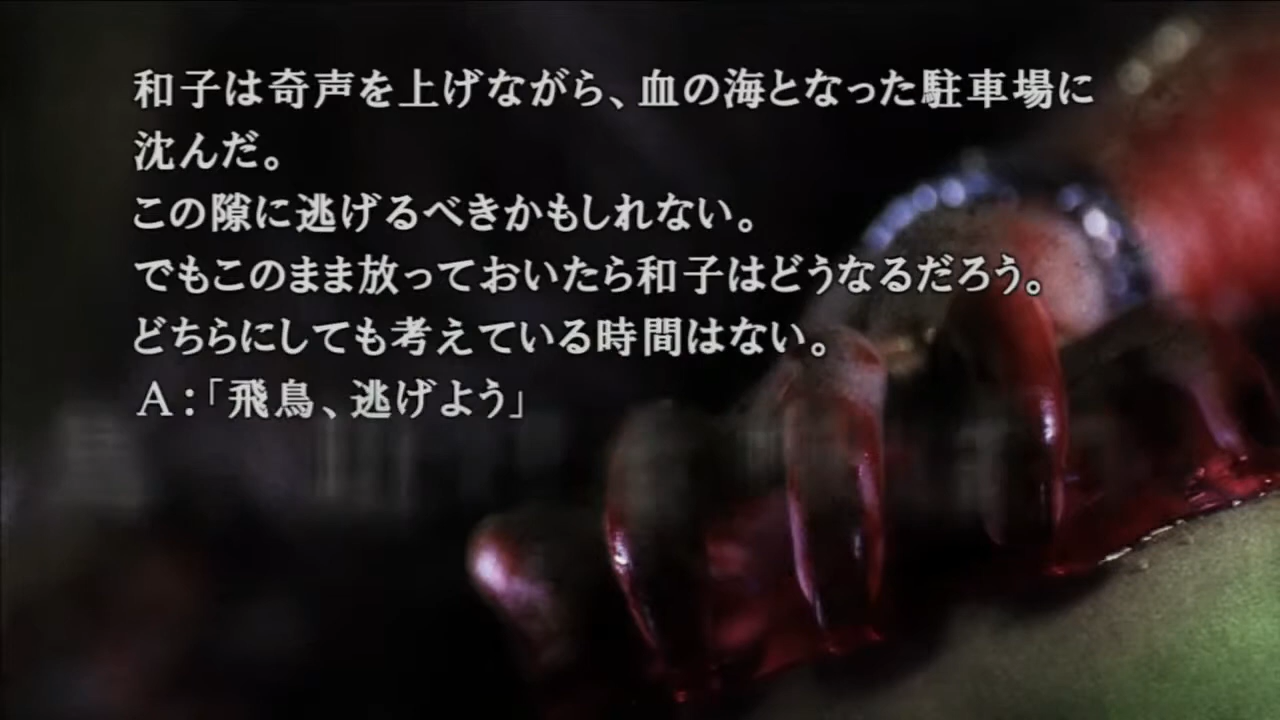 和子は奇声を上げながら、血の海となった駐車場に
沈んだ。
この隙に逃げるべきかもしれない。
でもこのまま放っておいたら和子はどうなるだろう。
どちらにしても考えている時間はない。
Ａ：「飛鳥、逃げよう」